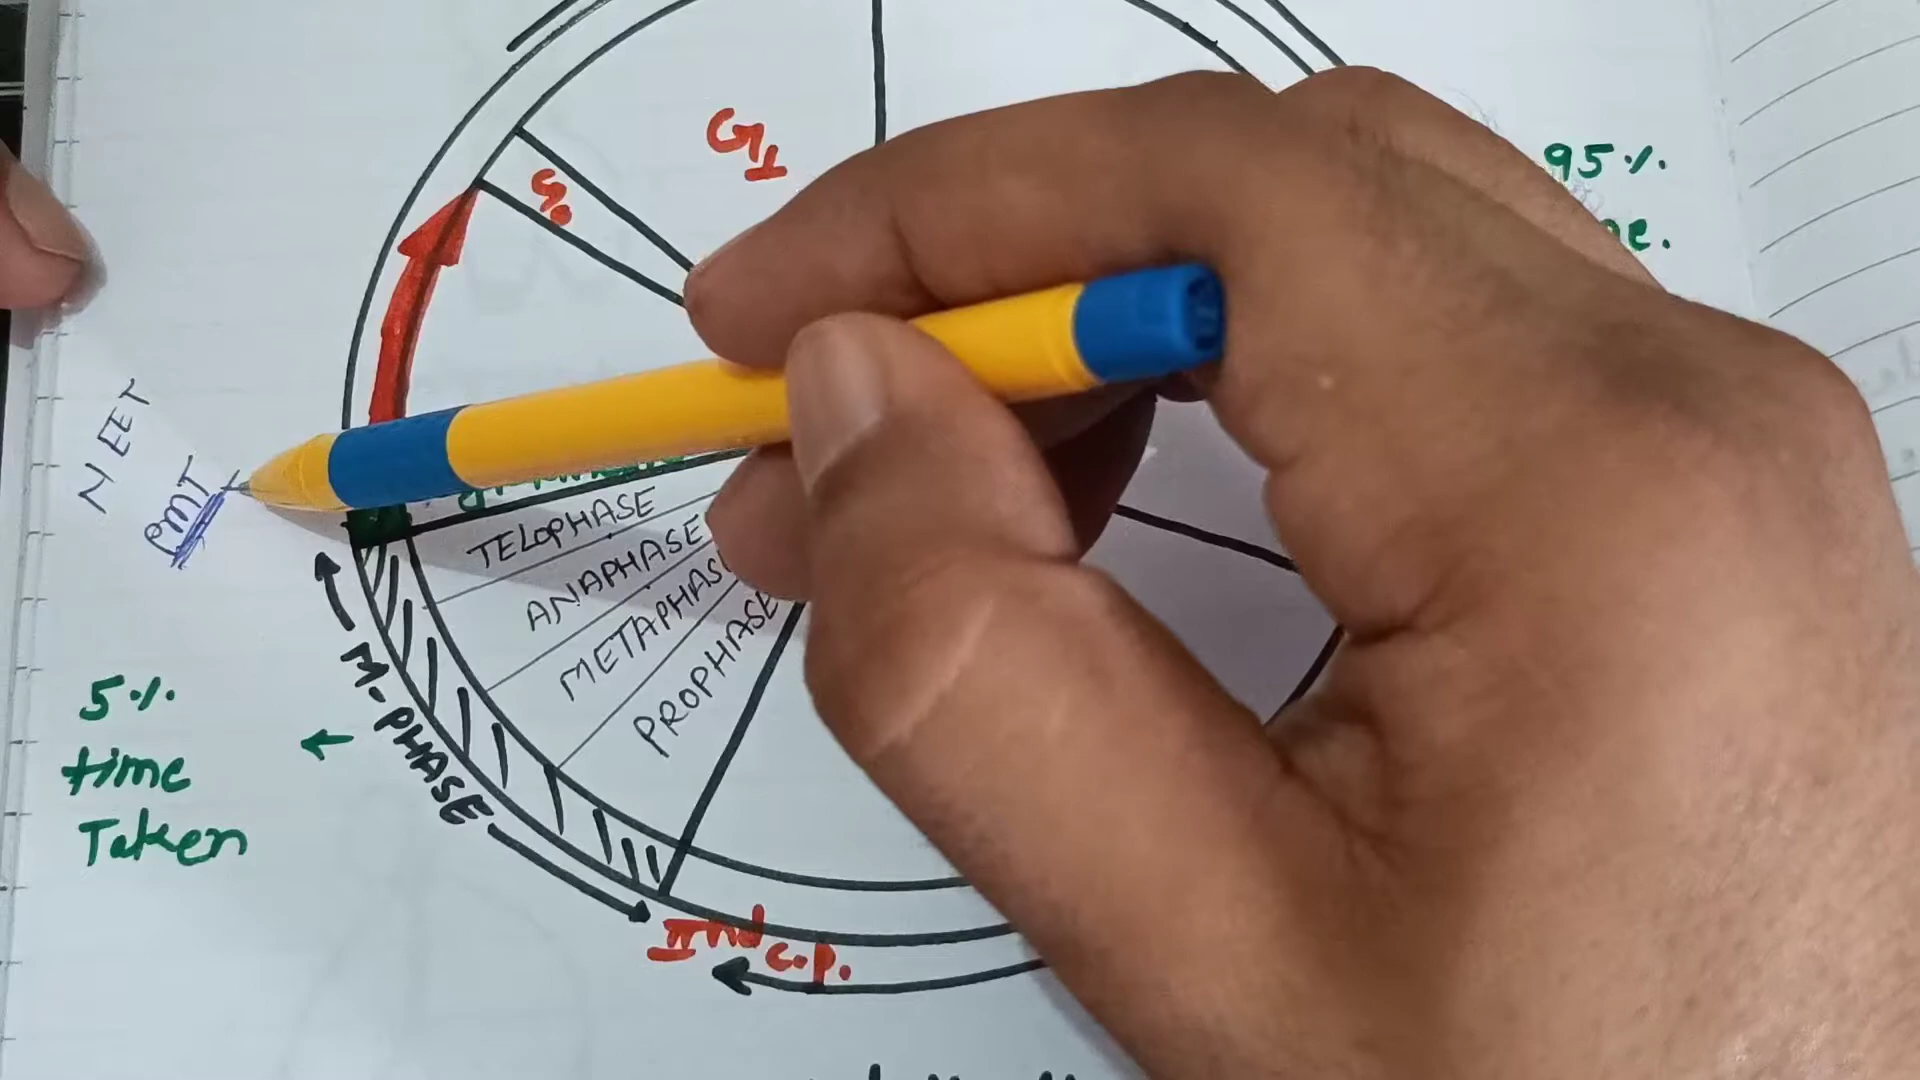 G1
G0
95%
e.
NEET
PMT
TELOPHASE
ANAPHASE
METAPHASE
PROPHASE
M-PHASE
5%
time
Taken
IInd C.P.